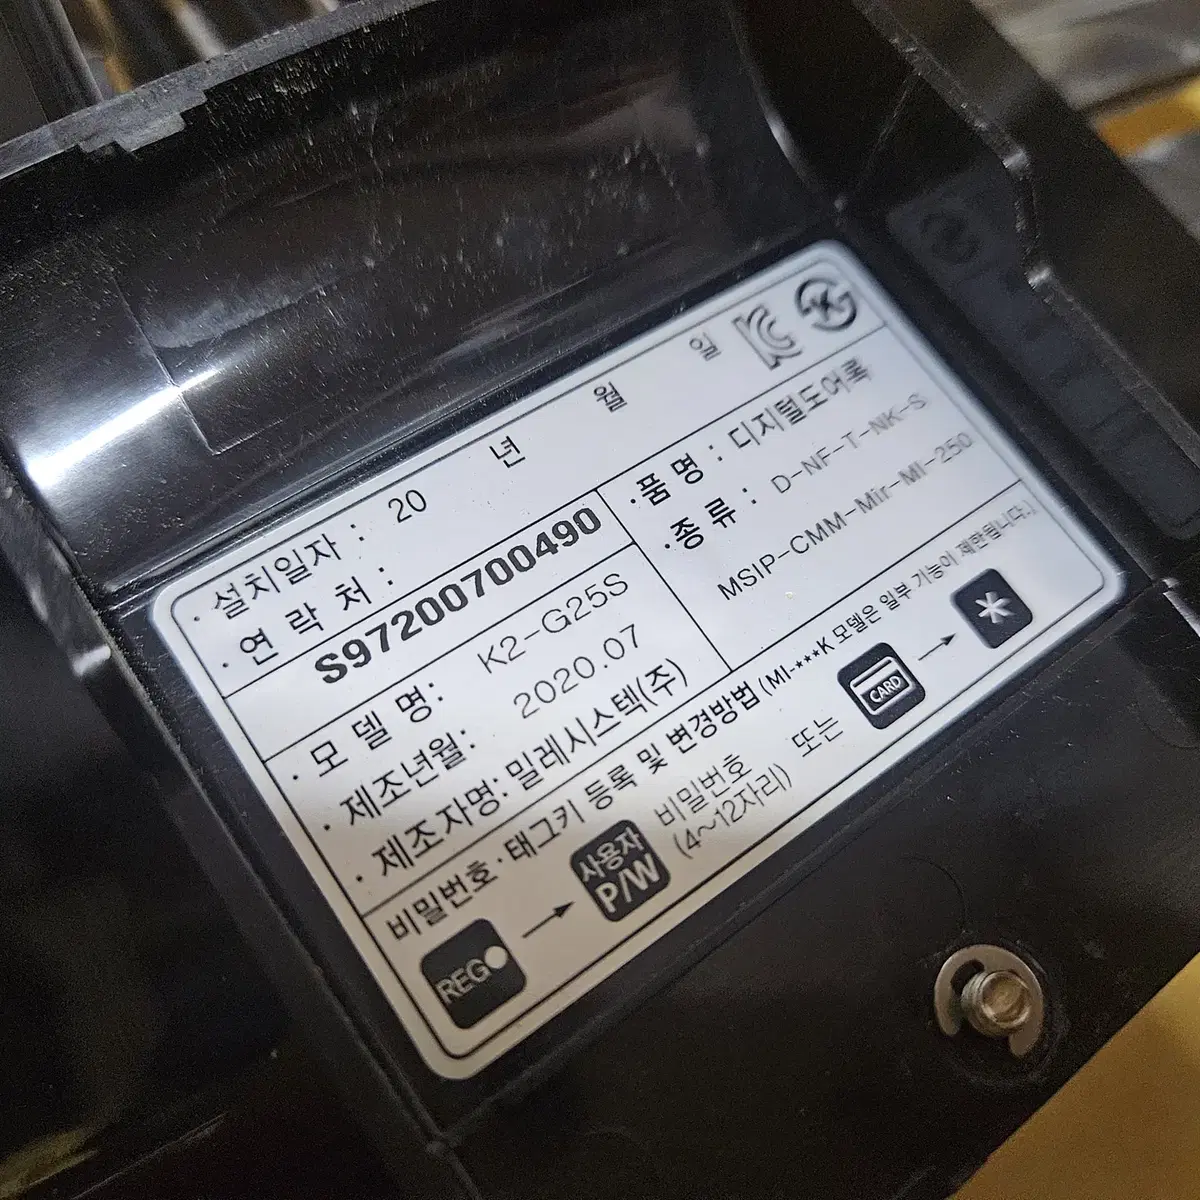 · 설치일자 : 20 년 월 일
· 연 락 처 :
S97200700490
· 품 명 : 디지털도어록
· 모 델 명: K2-G25S
· 종 류 : D-NF-T-NK-S
· 제조년월: 2020.07
MSIP-CMM-Mir-MI-250
· 제조자명: 밀레시스텍(주)
비밀번호·태그키 등록 및 변경방법 (MI-***K 모델은 일부 기능이 제한됩니다.)
REG → 사용자 P/W 비밀번호 (4~12자리) 또는 CARD → *